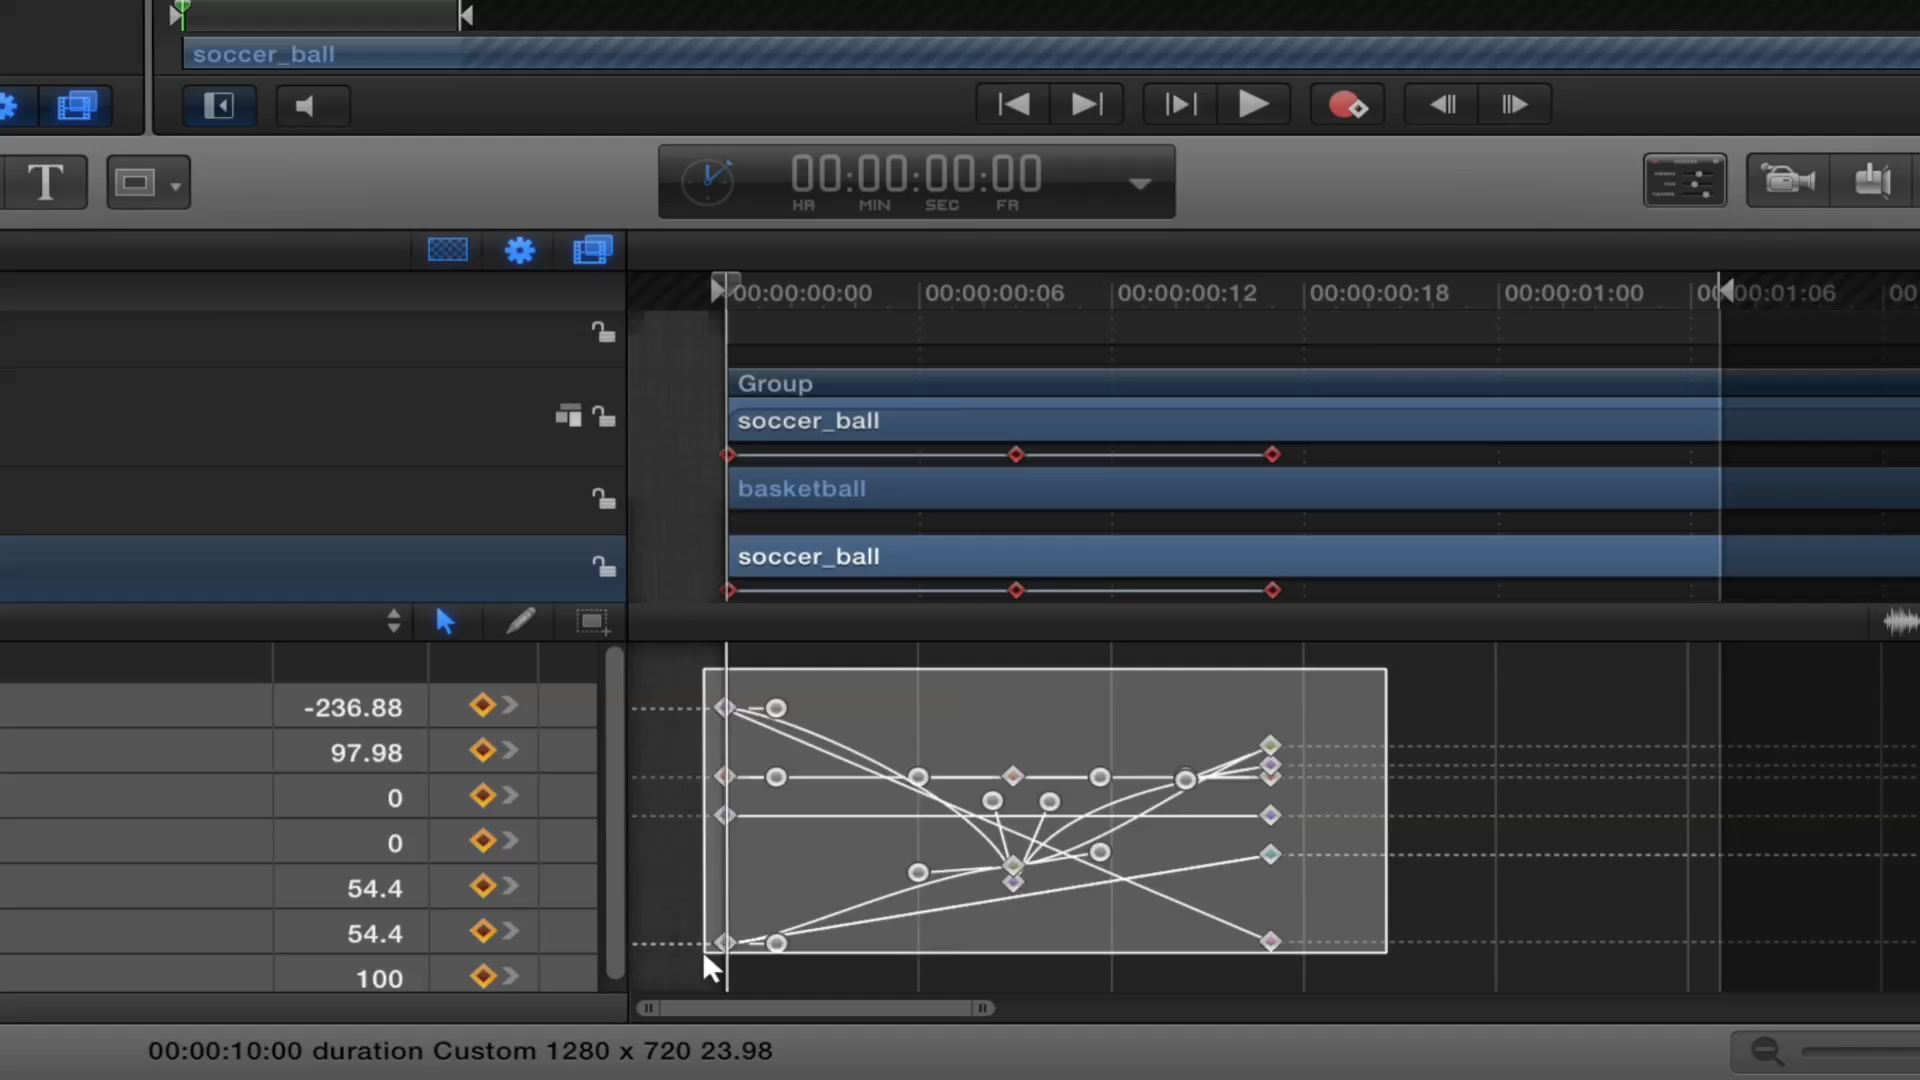 soccer_ball
T
00:00:00:00
HR MIN SEC FR
00:00:00:00 00:00:00:06 00:00:00:12 00:00:00:18 00:00:01:00 00:00:01:06 00
Group
soccer_ball
basketball
soccer_ball
-236.88
97.98
0
0
54.4
54.4
100
00:00:10:00 duration Custom 1280 x 720 23.98